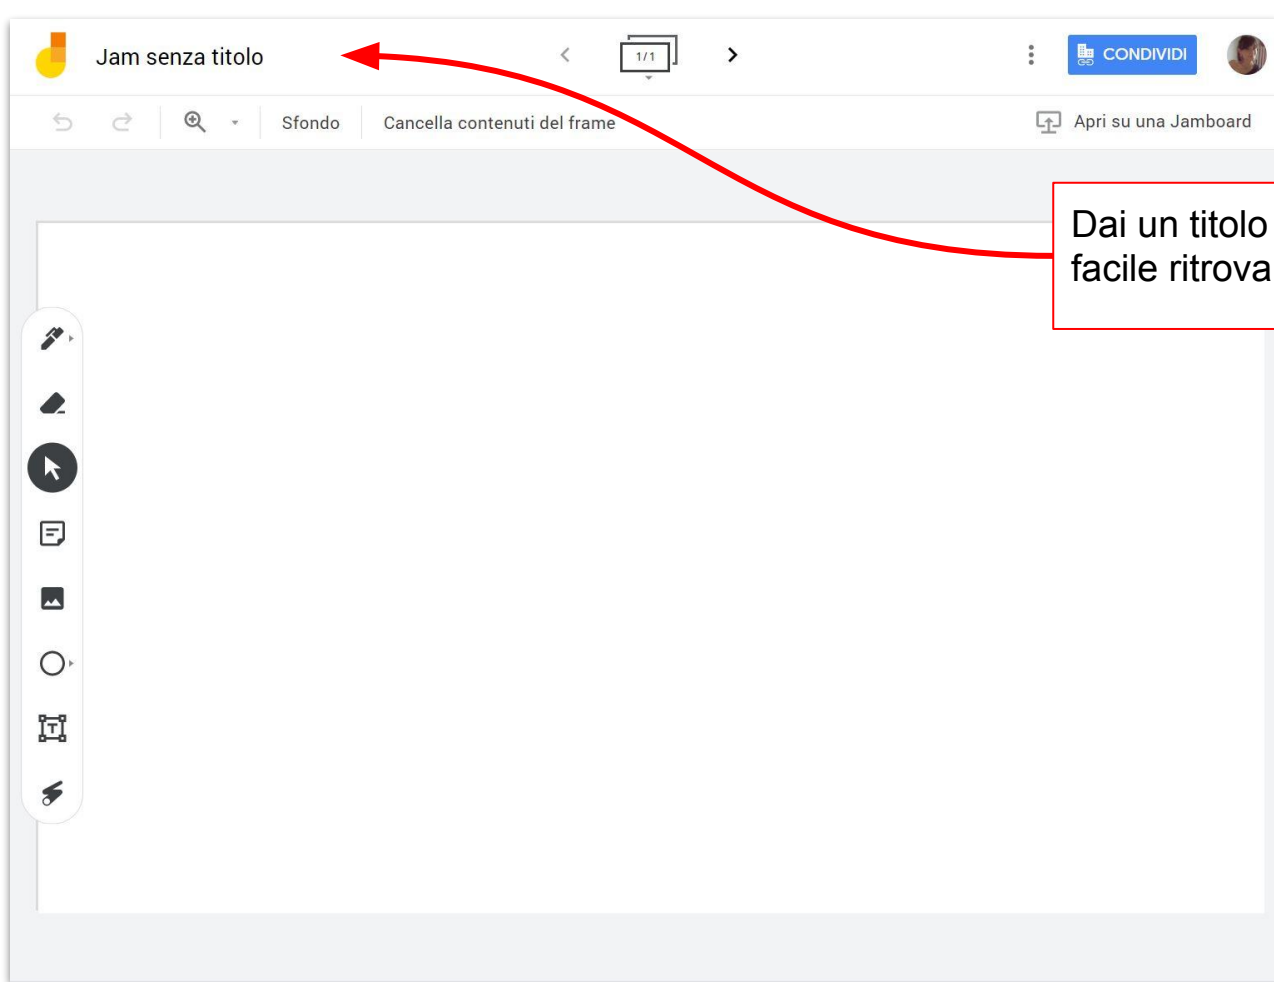 Jam senza titolo
1/1
CONDIVIDI
Sfondo
Cancella contenuti del frame
Apri su una Jamboard
Dai un titolo
facile ritrova